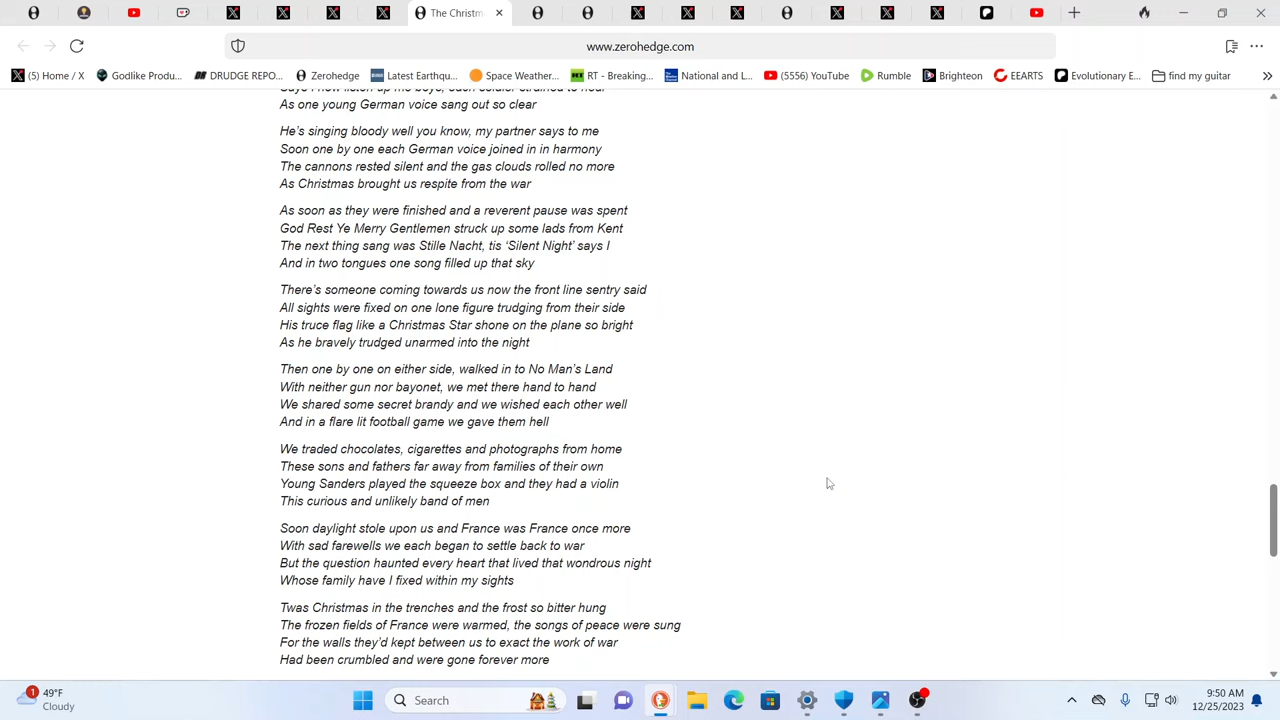 The Christm
www.zerohedge.com
(5) Home / X
Godlike Produ...
DRUDGE REPO...
Zerohedge
Latest Earthqu...
Space Weather...
RT - Breaking...
National and L...
(5556) YouTube
Rumble
Brighteon
EEARTS
Evolutionary E...
find my guitar
Says I now listen up me boys, each soldier strained to hear
As one young German voice sang out so clear
He's singing bloody well you know, my partner says to me
Soon one by one each German voice joined in in harmony
The cannons rested silent and the gas clouds rolled no more
As Christmas brought us respite from the war
As soon as they were finished and a reverent pause was spent
God Rest Ye Merry Gentlemen struck up some lads from Kent
The next thing sang was Stille Nacht, tis ‘Silent Night’ says I
And in two tongues one song filled up that sky
There’s someone coming towards us now the front line sentry said
All sights were fixed on one lone figure trudging from their side
His truce flag like a Christmas Star shone on the plane so bright
As he bravely trudged unarmed into the night
Then one by one on either side, walked in to No Man’s Land
With neither gun nor bayonet, we met there hand to hand
We shared some secret brandy and we wished each other well
And in a flare lit football game we gave them hell
We traded chocolates, cigarettes and photographs from home
These sons and fathers far away from families of their own
Young Sanders played the squeeze box and they had a violin
This curious and unlikely band of men
Soon daylight stole upon us and France was France once more
With sad farewells we each began to settle back to war
But the question haunted every heart that lived that wondrous night
Whose family have I fixed within my sights
Twas Christmas in the trenches and the frost so bitter hung
The frozen fields of France were warmed, the songs of peace were sung
For the walls they’d kept between us to exact the work of war
Had been crumbled and were gone forever more
1
49°F
Cloudy
Search
9:50 AM
12/25/2023